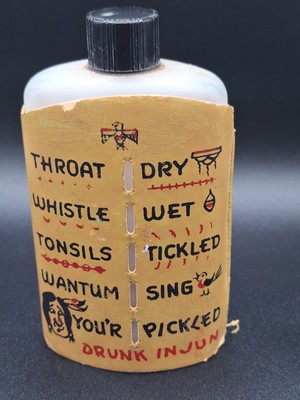 THROAT DRY
WHISTLE WET
TONSILS TICKLED
WANTUM SING
YOU'R PICKLED
DRUNK INJUN